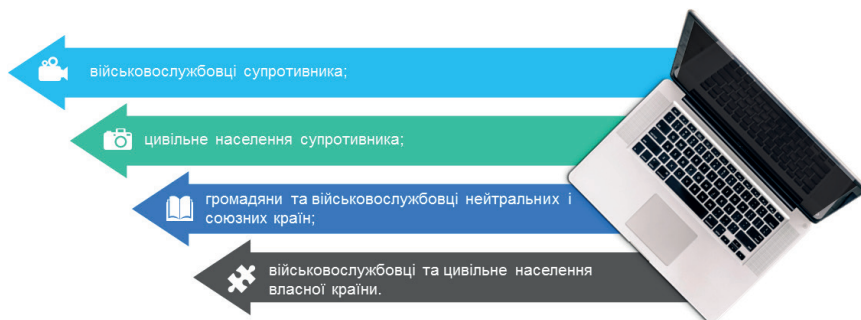 військовослужбовці супротивника;
цивільне населення супротивника;
громадяни та військовослужбовці нейтральних і
союзних країн;
військовослужбовці та цивільне населення
власної країни.